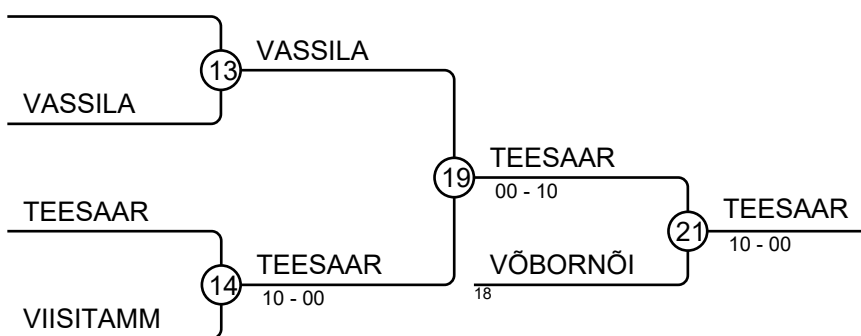 VASSILA
13
VASSILA
TEESAAR
00 - 10
19
TEESAAR
TEESAAR
10 - 00
21
TEESAAR
10 - 00
14
VÕBORNÕI
18
VIISITAMM